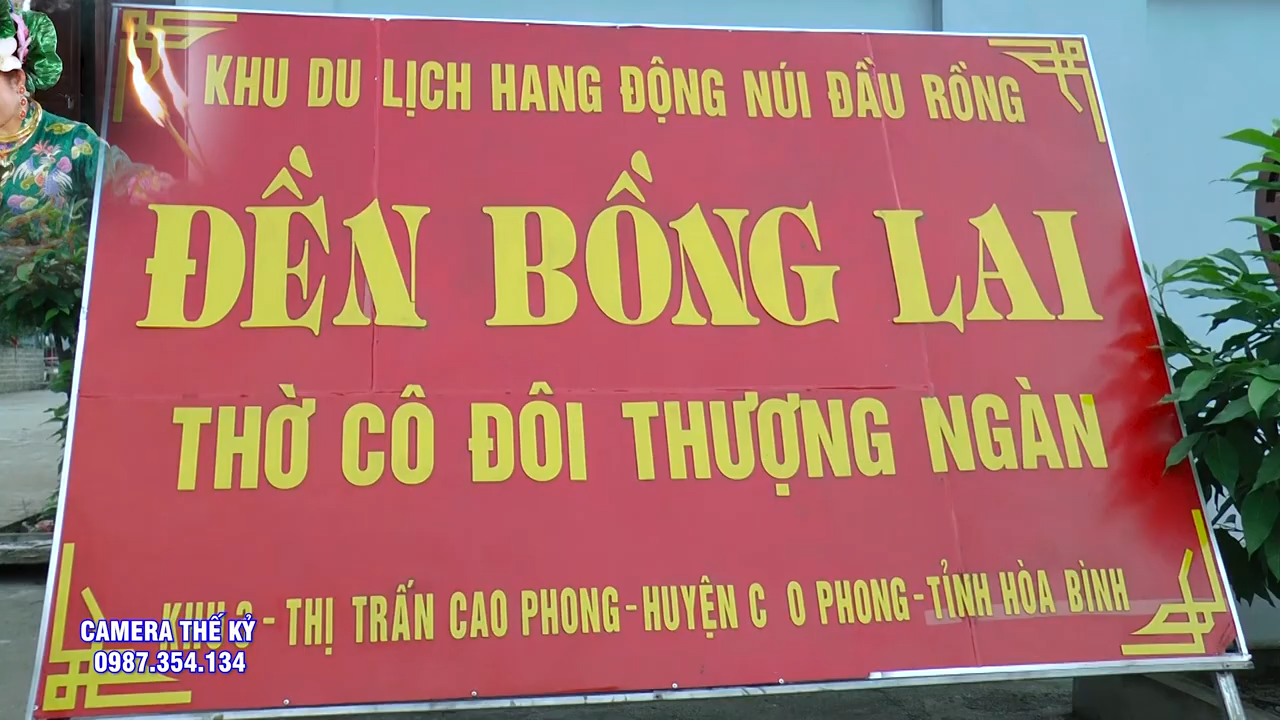 KHU DU LỊCH HANG ĐỘNG NÚI ĐẦU RỒNG
ĐỀN BỒNG LAI
THỜ CÔ ĐÔI THƯỢNG NGÀN
KHU - THỊ TRẤN CAO PHONG - HUYỆN C O PHONG - TỈNH HÒA BÌNH
CAMERA THẾ KỶ
0987.354.134